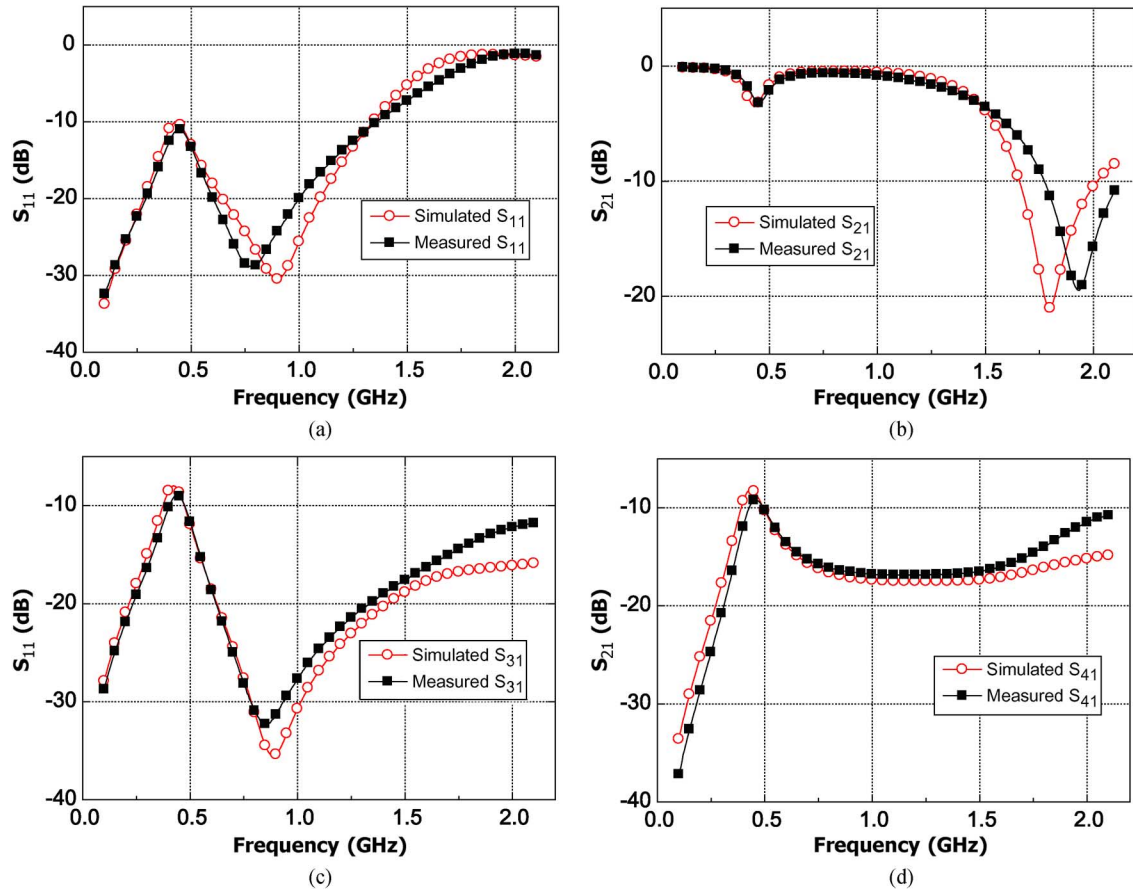 0
-10
-20
-30
-40
S11 (dB)
Simulated S11
Measured S11
0.0 0.5 1.0 1.5 2.0
Frequency (GHz)
(a)
0
-10
-20
S21 (dB)
Simulated S21
Measured S21
0.0 0.5 1.0 1.5 2.0
Frequency (GHz)
(b)
-10
-20
-30
-40
S11 (dB)
Simulated S31
Measured S31
0.0 0.5 1.0 1.5 2.0
Frequency (GHz)
(c)
-10
-20
-30
-40
S21 (dB)
Simulated S41
Measured S41
0.0 0.5 1.0 1.5 2.0
Frequency (GHz)
(d)